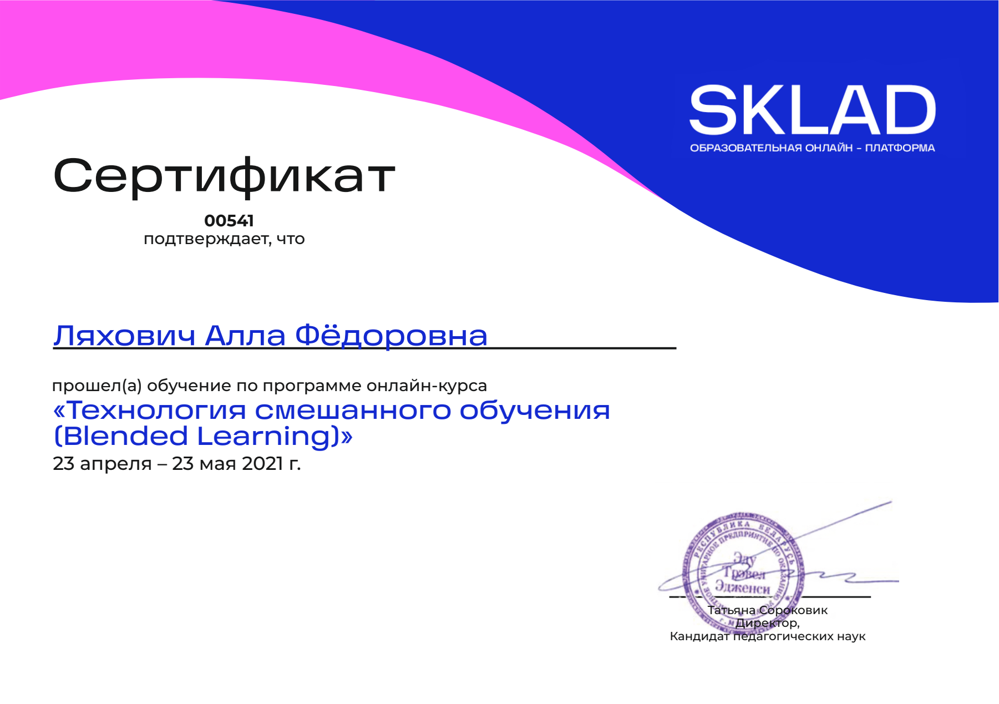 SKLAD
ОБРАЗОВАТЕЛЬНАЯ ОНЛАЙН - ПЛАТФОРМА
Сертификат
00541
подтверждает, что
Ляхович Алла Фёдоровна
прошел(а) обучение по программе онлайн-курса
«Технология смешанного обучения
(Blended Learning)»
23 апреля – 23 мая 2021 г.
РЕСПУБЛИКА БЕЛАРУСЬ
УНИТАРНОЕ ПРЕДПРИЯТИЕ ПО ОКАЗАНИЮ
Эду
Трэвел
Эдженси
Татьяна Сороковик
Директор,
Кандидат педагогических наук